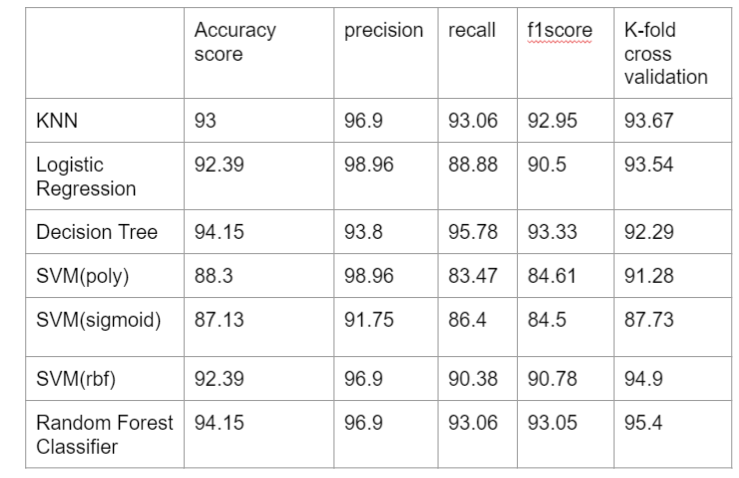 Accuracy score precision recall f1score K-fold cross validation
KNN 93 96.9 93.06 92.95 93.67
Logistic Regression 92.39 98.96 88.88 90.5 93.54
Decision Tree 94.15 93.8 95.78 93.33 92.29
SVM(poly) 88.3 98.96 83.47 84.61 91.28
SVM(sigmoid) 87.13 91.75 86.4 84.5 87.73
SVM(rbf) 92.39 96.9 90.38 90.78 94.9
Random Forest Classifier 94.15 96.9 93.06 93.05 95.4